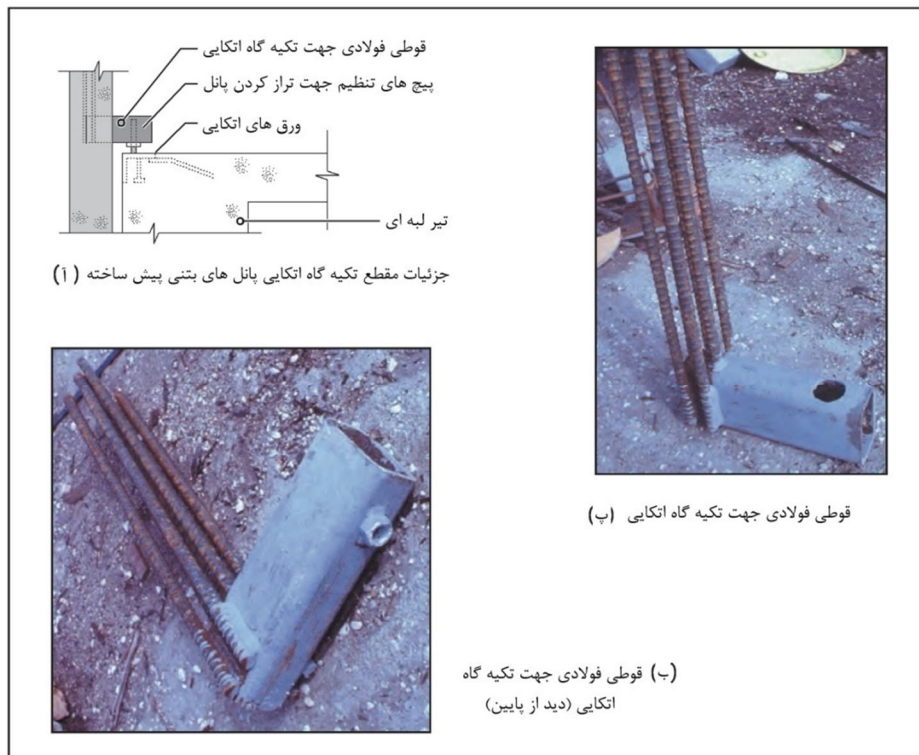 قوطی فولادی جهت تکیه گاه اتکایی
پیچ های تنظیم جهت تراز کردن پانل
ورق های اتکایی
تیر لبه ای
جزئیات مقطع تکیه گاه اتکایی پانل های بتنی پیش ساخته (آ)
قوطی فولادی جهت تکیه گاه اتکایی (پ)
(ب) قوطی فولادی جهت تکیه گاه
اتکایی (دید از پایین)